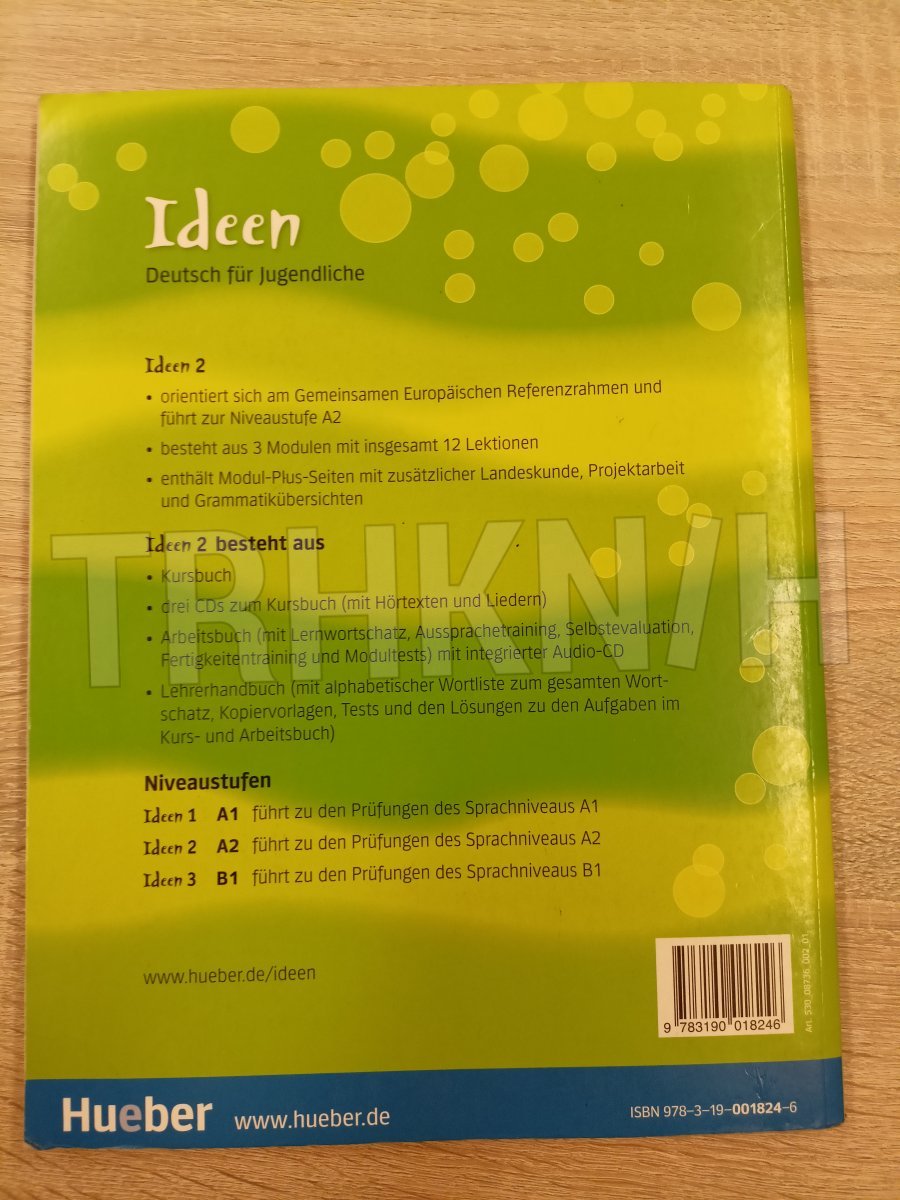 Ideen
Deutsch für Jugendliche
Ideen 2
• orientiert sich am Gemeinsamen Europäischen Referenzrahmen und
führt zur Niveaustufe A2
• besteht aus 3 Modulen mit insgesamt 12 Lektionen
• enthält Modul-Plus-Seiten mit zusätzlicher Landeskunde, Projektarbeit
und Grammatikübersichten
TRHKN/H
Ideen 2 besteht aus
• Kursbuch
• drei CDs zum Kursbuch (mit Hörtexten und Liedern)
• Arbeitsbuch (mit Lernwortschatz, Aussprachetraining, Selbstevaluation,
Fertigkeitentraining und Modultests) mit integrierter Audio-CD
• Lehrerhandbuch (mit alphabetischer Wortliste zum gesamten Wort-
schatz, Kopiervorlagen, Tests und den Lösungen zu den Aufgaben im
Kurs- und Arbeitsbuch)
Niveaustufen
Ideen 1 A1 führt zu den Prüfungen des Sprachniveaus A1
Ideen 2 A2 führt zu den Prüfungen des Sprachniveaus A2
Ideen 3 B1 führt zu den Prüfungen des Sprachniveaus B1
www.hueber.de/ideen
9 783190 018246
Art. 530_08736_002_01
Hueber www.hueber.de
ISBN 978-3-19-001824-6